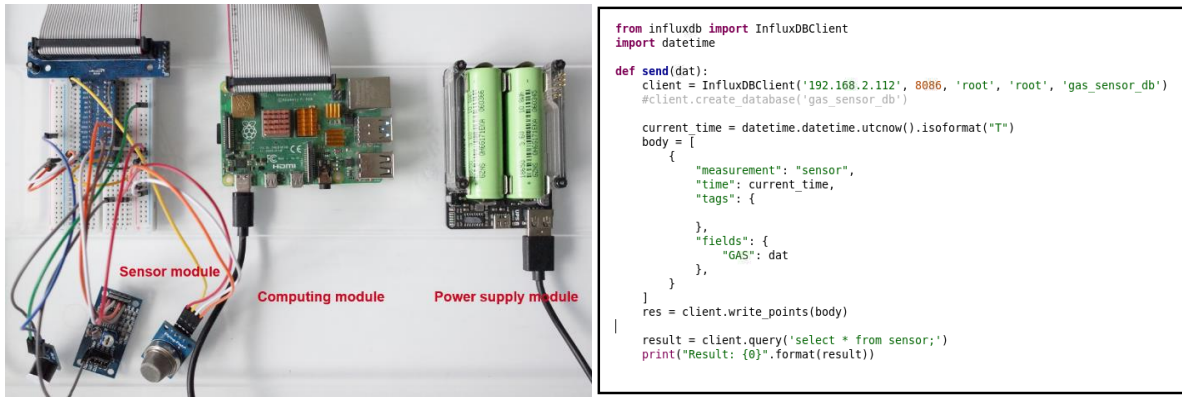 Sensor module
Computing module
Power supply module
HDMI
from influxdb import InfluxDBClient
import datetime
def send(dat):
    client = InfluxDBClient('192.168.2.112', 8086, 'root', 'root', 'gas_sensor_db')
    #client.create_database('gas_sensor_db')
    current_time = datetime.datetime.utcnow().isoformat("T")
    body = [
        {
            "measurement": "sensor",
            "time": current_time,
            "tags": {
            },
            "fields": {
                "GAS": dat
            },
        }
    ]
    res = client.write_points(body)
    result = client.query('select * from sensor;')
    print("Result: {0}".format(result))